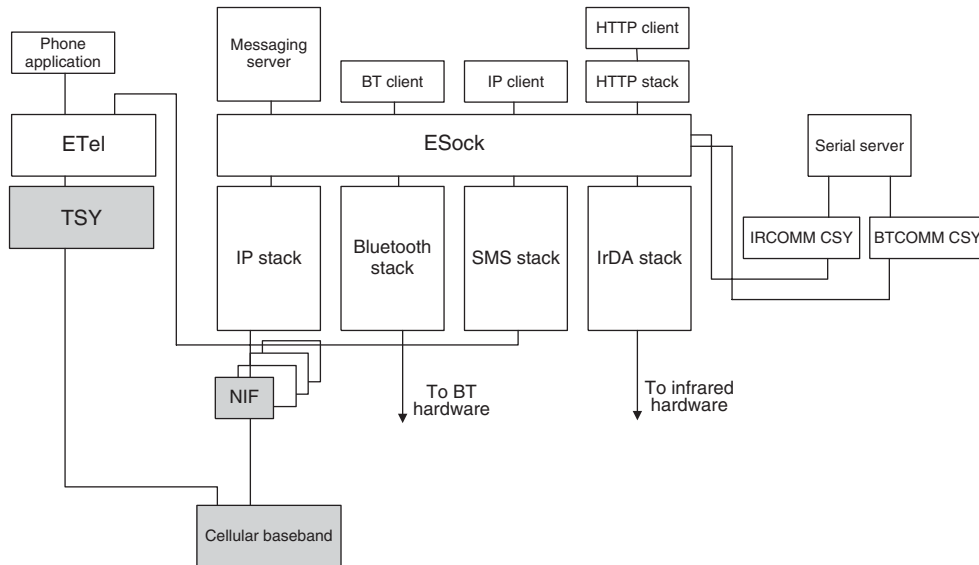 Phone
application
Messaging
server
HTTP client
BT client
IP client
HTTP stack
ETel
ESock
Serial server
TSY
IP stack
Bluetooth
stack
SMS stack
IrDA stack
IRCOMM CSY
BTCOMM CSY
NIF
To BT
hardware
To infrared
hardware
Cellular baseband